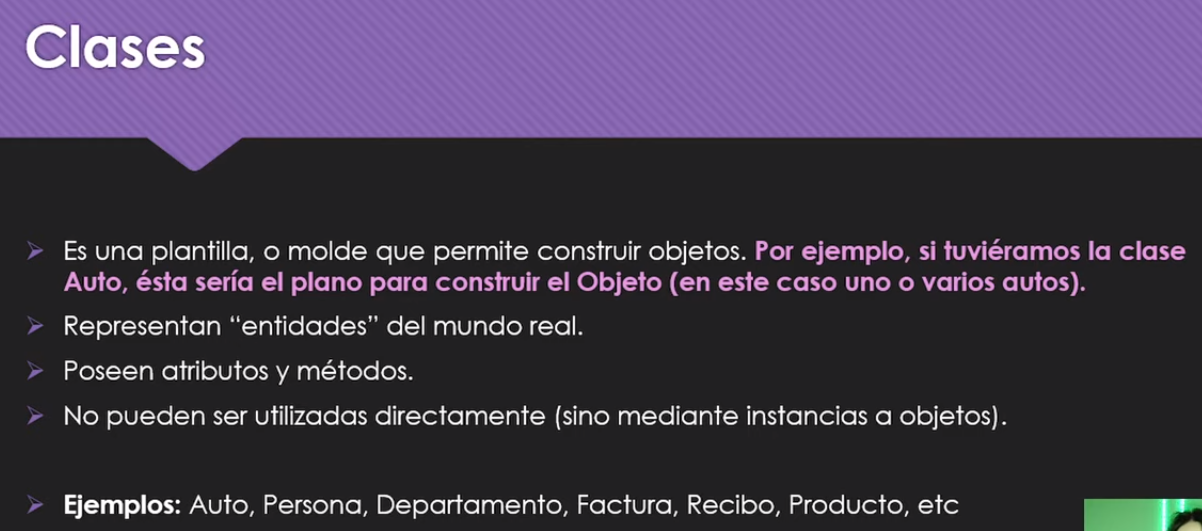 Clases
Es una plantilla, o molde que permite construir objetos. Por ejemplo, si tuviéramos la clase
Auto, ésta sería el plano para construir el Objeto (en este caso uno o varios autos).
Representan “entidades” del mundo real.
Poseen atributos y métodos.
No pueden ser utilizadas directamente (sino mediante instancias a objetos).
Ejemplos: Auto, Persona, Departamento, Factura, Recibo, Producto, etc